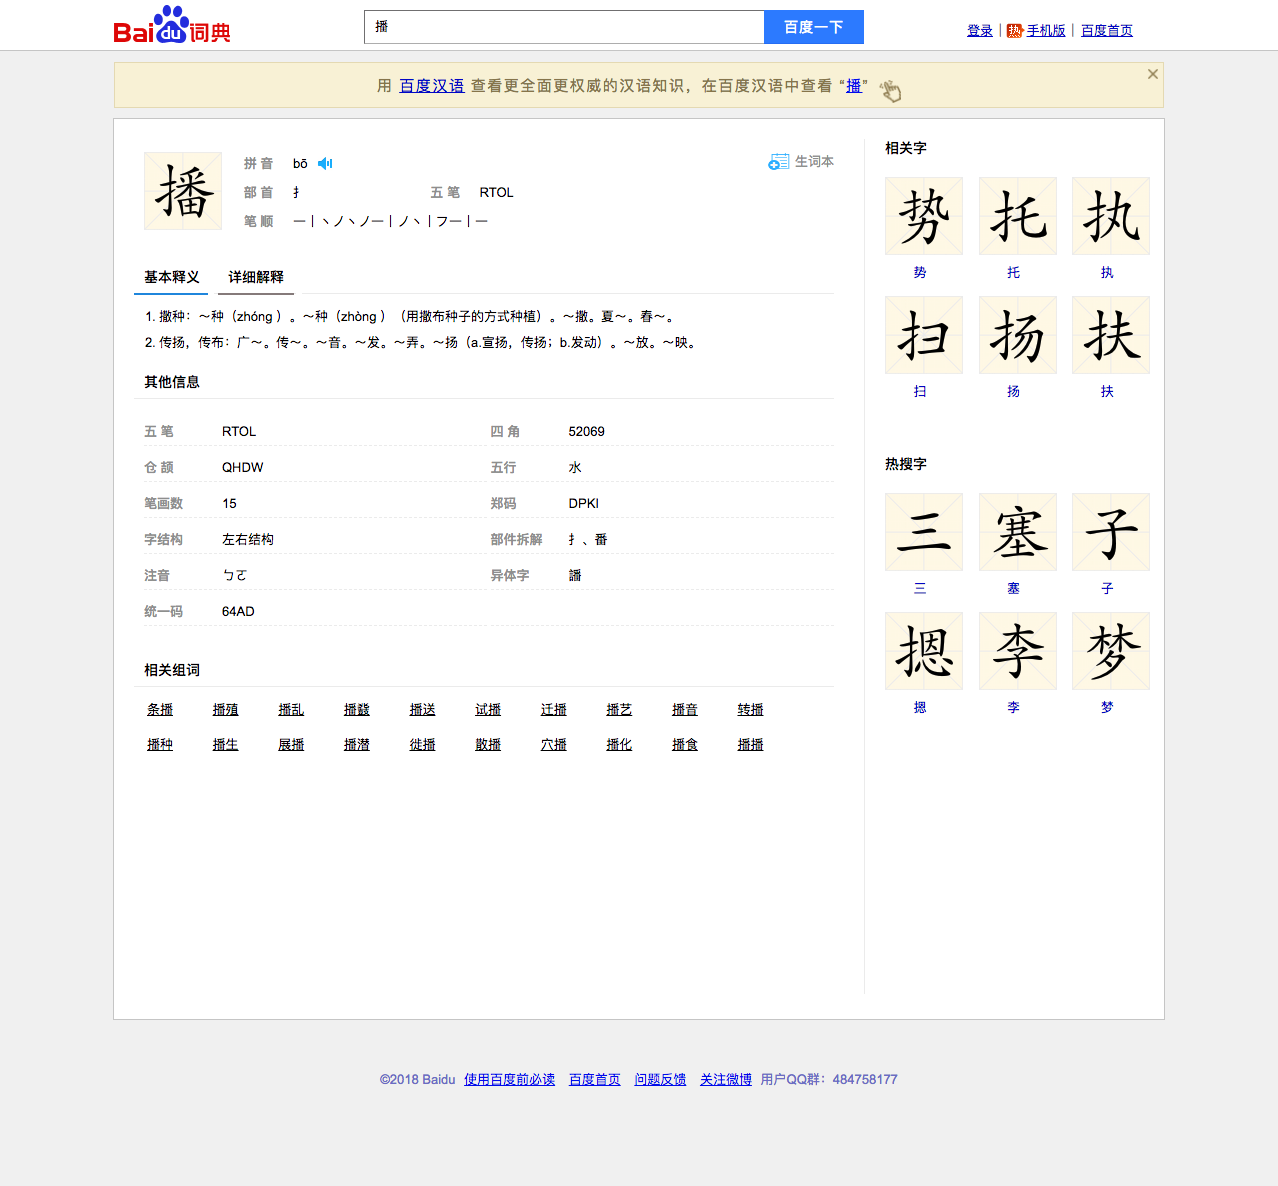 Baidu词典
播
百度一下
登录 | 热 手机版 | 百度首页
用 百度汉语 查看更全面更权威的汉语知识，在百度汉语中查看 “播”
播
拼 音 bō
生词本
部 首 扌 五 笔 RTOL
笔 顺 一丨丶ノ丶ノ一丨ノ丶丨フ一丨一
基本释义 详细解释
1. 撒种：～种（zhóng ）。～种（zhòng ）（用撒布种子的方式种植）。～撒。夏～。春～。
2. 传扬，传布：广～。传～。～音。～发。～弄。～扬（a.宣扬，传扬；b.发动）。～放。～映。
其他信息
五 笔 RTOL 四 角 52069
仓 颉 QHDW 五行 水
笔画数 15 郑码 DPKI
字结构 左右结构 部件拆解 扌、番
注音 ㄅㄛ 异体字 譒
统一码 64AD
相关组词
条播 播殖 播乱 播鼗 播送 试播 迁播 播艺 播音 转播
播种 播生 展播 播潜 徙播 散播 穴播 播化 播食 播播
相关字
势 托 执
势 托 执
扫 扬 扶
扫 扬 扶
热搜字
三 塞 子
三 塞 子
摁 李 梦
摁 李 梦
©2018 Baidu 使用百度前必读 百度首页 问题反馈 关注微博 用户QQ群：484758177